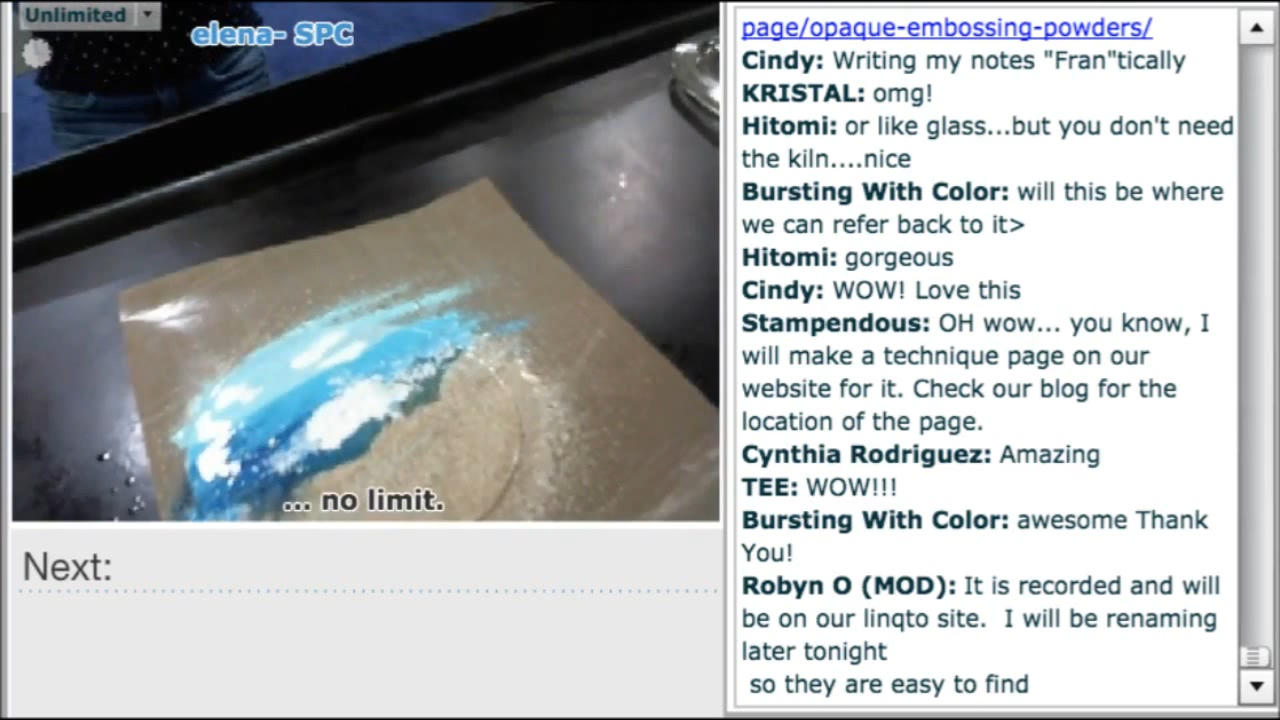 Unlimited
elena- SPC
... no limit.
Next:
page/opaque-embossing-powders/
Cindy: Writing my notes "Fran"tically
KRISTAL: omg!
Hitomi: or like glass...but you don't need
the kiln....nice
Bursting With Color: will this be where
we can refer back to it>
Hitomi: gorgeous
Cindy: WOW! Love this
Stampendous: OH wow... you know, I
will make a technique page on our
website for it. Check our blog for the
location of the page.
Cynthia Rodriguez: Amazing
TEE: WOW!!!
Bursting With Color: awesome Thank
You!
Robyn O (MOD): It is recorded and will
be on our linqto site.  I will be renaming
later tonight
so they are easy to find